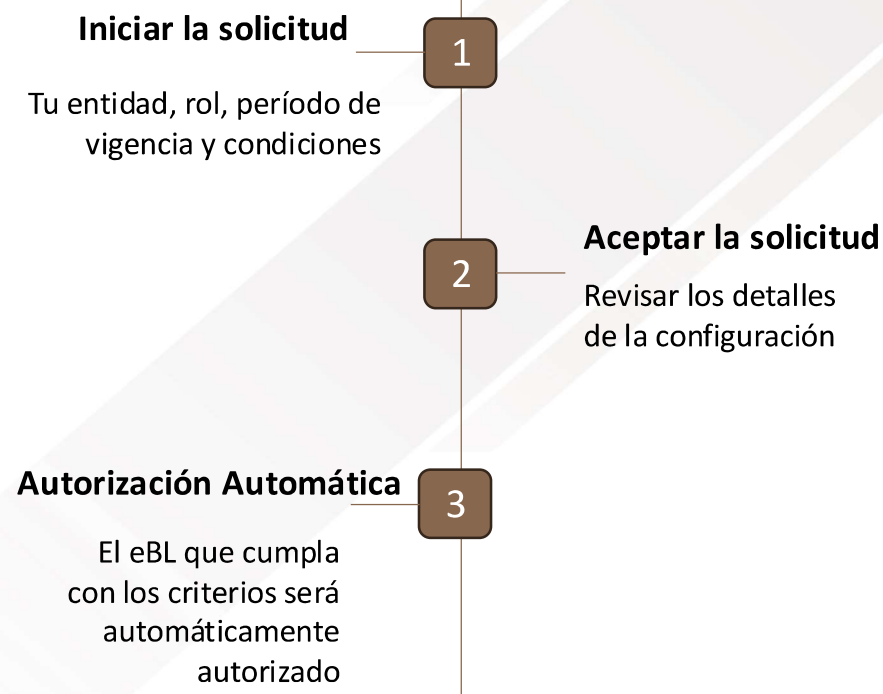 Iniciar la solicitud
1
Tu entidad, rol, período de
vigencia y condiciones
2
Aceptar la solicitud
Revisar los detalles
de la configuración
Autorización Automática
3
El eBL que cumpla
con los criterios será
automáticamente
autorizado